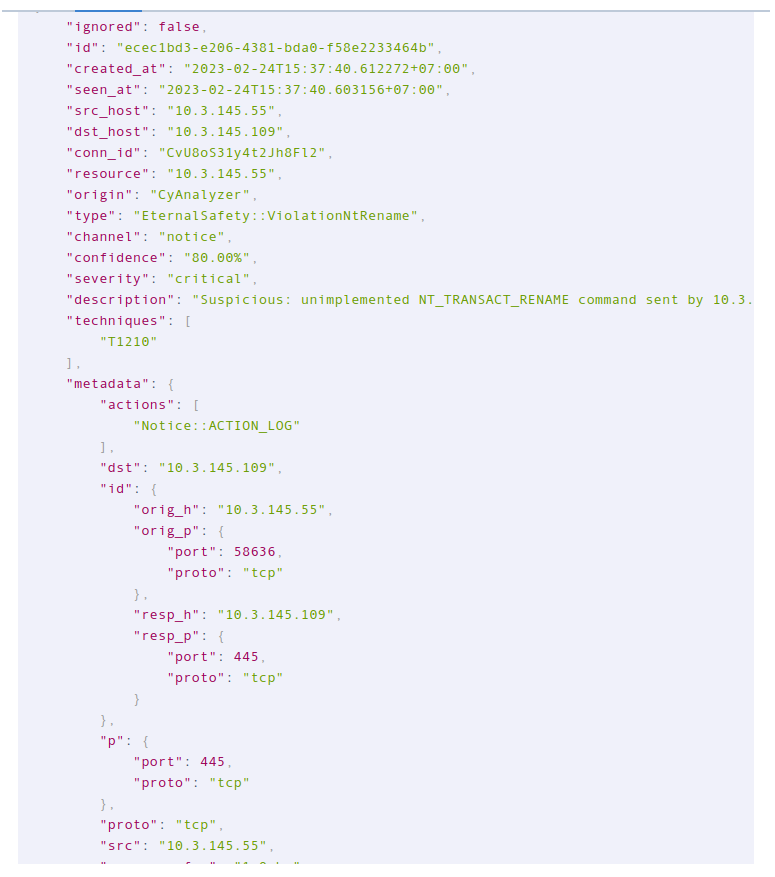 "ignored": false,
"id": "ecec1bd3-e206-4381-bda0-f58e2233464b",
"created_at": "2023-02-24T15:37:40.612272+07:00",
"seen_at": "2023-02-24T15:37:40.603156+07:00",
"src_host": "10.3.145.55",
"dst_host": "10.3.145.109",
"conn_id": "CvU8oS31y4t2Jh8Fl2",
"resource": "10.3.145.55",
"origin": "CyAnalyzer",
"type": "EternalSafety::ViolationNtRename",
"channel": "notice",
"confidence": "80.00%",
"severity": "critical",
"description": "Suspicious: unimplemented NT_TRANSACT_RENAME command sent by 10.3.
"techniques": [
"T1210"
],
"metadata": {
"actions": [
"Notice::ACTION_LOG"
],
"dst": "10.3.145.109",
"id": {
"orig_h": "10.3.145.55",
"orig_p": {
"port": 58636,
"proto": "tcp"
},
"resp_h": "10.3.145.109",
"resp_p": {
"port": 445,
"proto": "tcp"
}
},
"p": {
"port": 445,
"proto": "tcp"
},
"proto": "tcp",
"src": "10.3.145.55",